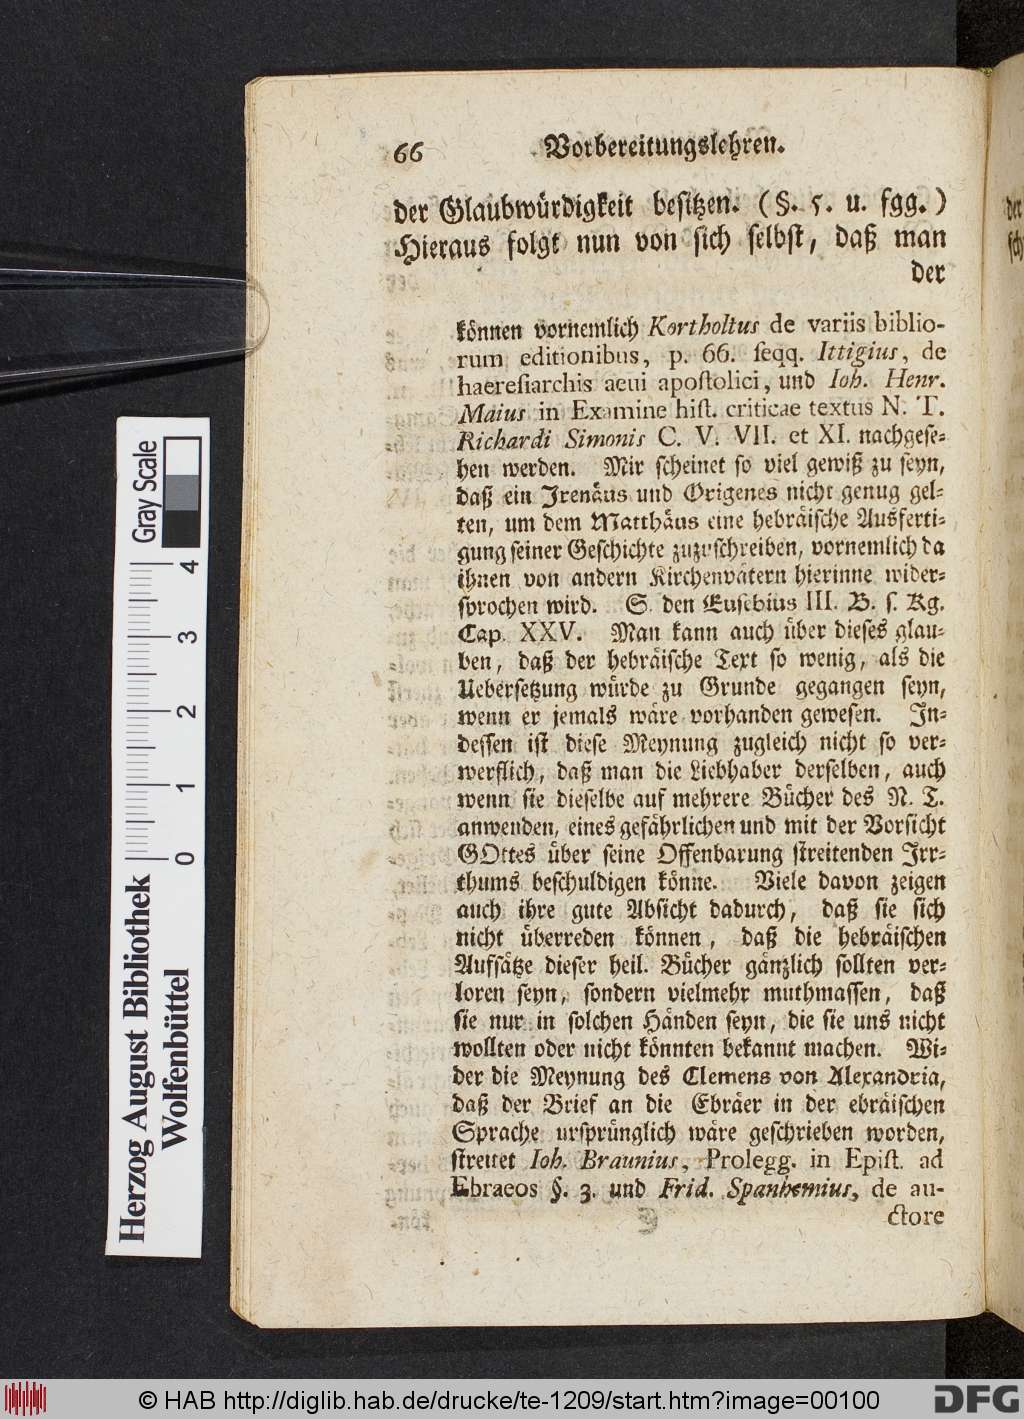 66 Vorbereitungslehren.
der Glaubwürdigkeit besitzen. (§. 5. u. fgg.)
Hieraus folgt nun von sich selbst, daß man
der
können vornemlich Kortholtus de variis biblio-
rum editionibus, p. 66. seqq. Ittigius, de
haeresiarchis aeui apostolici, und Ioh. Henr.
Maius in Examine hist. criticae textus N. T.
Richardi Simonis C. V. VII. et XI. nachgese-
hen werden. Mir scheinet so viel gewiß zu seyn,
daß ein Irenäus und Origenes nicht genug gel-
ten, um dem Matthäus eine hebräische Ausferti-
gung seiner Geschichte zuzuschreiben, vornemlich da
ihnen von andern Kirchenvätern hierinne wider-
sprochen wird. S. den Eusebius III. B. s. Kg.
Cap. XXV. Man kann auch über dieses glau-
ben, daß der hebräische Text so wenig, als die
Uebersetzung würde zu Grunde gegangen seyn,
wenn er jemals wäre vorhanden gewesen. In-
dessen ist diese Meynung zugleich nicht so ver-
werflich, daß man die Liebhaber derselben, auch
wenn sie dieselbe auf mehrere Bücher des N. T.
anwenden, eines gefährlichen und mit der Vorsicht
GOttes über seine Offenbarung streitenden Irr-
thums beschuldigen könne. Viele davon zeigen
auch ihre gute Absicht dadurch, daß sie sich
nicht überreden können, daß die hebräischen
Aufsätze dieser heil. Bücher gänzlich sollten ver-
loren seyn, sondern vielmehr muthmassen, daß
sie nur in solchen Händen seyn, die sie uns nicht
wollten oder nicht könnten bekannt machen. Wi-
der die Meynung des Clemens von Alexandria,
daß der Brief an die Ebräer in der ebräischen
Sprache ursprünglich wäre geschrieben worden,
streitet Ioh. Braunius, Prolegg. in Epist. ad
Ebraeos §. 3. und Frid. Spanhemius, de au-
ctore
Gray Scale
0 1 2 3 4
Herzog August Bibliothek
Wolfenbüttel
© HAB http://diglib.hab.de/drucke/te-1209/start.htm?image=00100
DFG